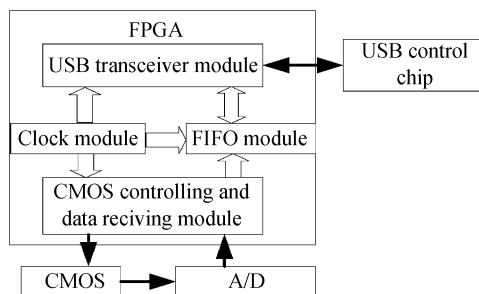 FPGA
USB transceiver module
USB control
chip
Clock module
FIFO module
CMOS controlling and
data reciving module
CMOS
A/D